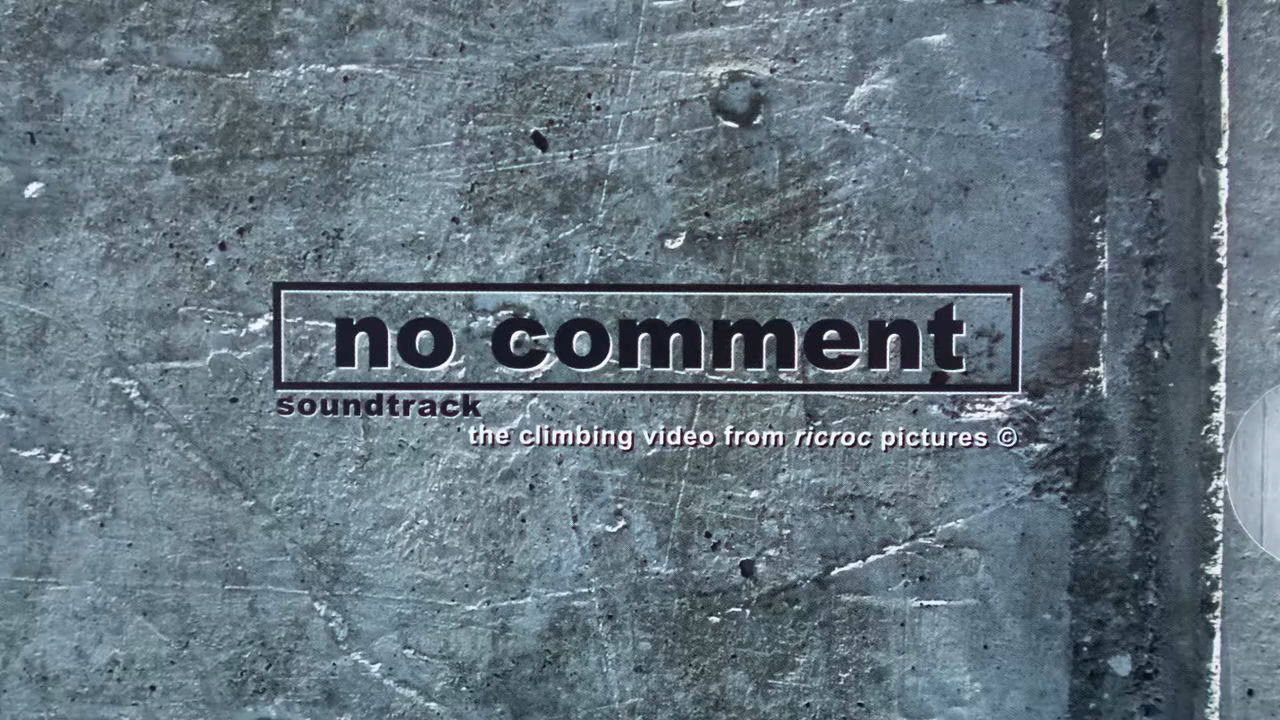 no comment
soundtrack
the climbing video from ricroc pictures ©